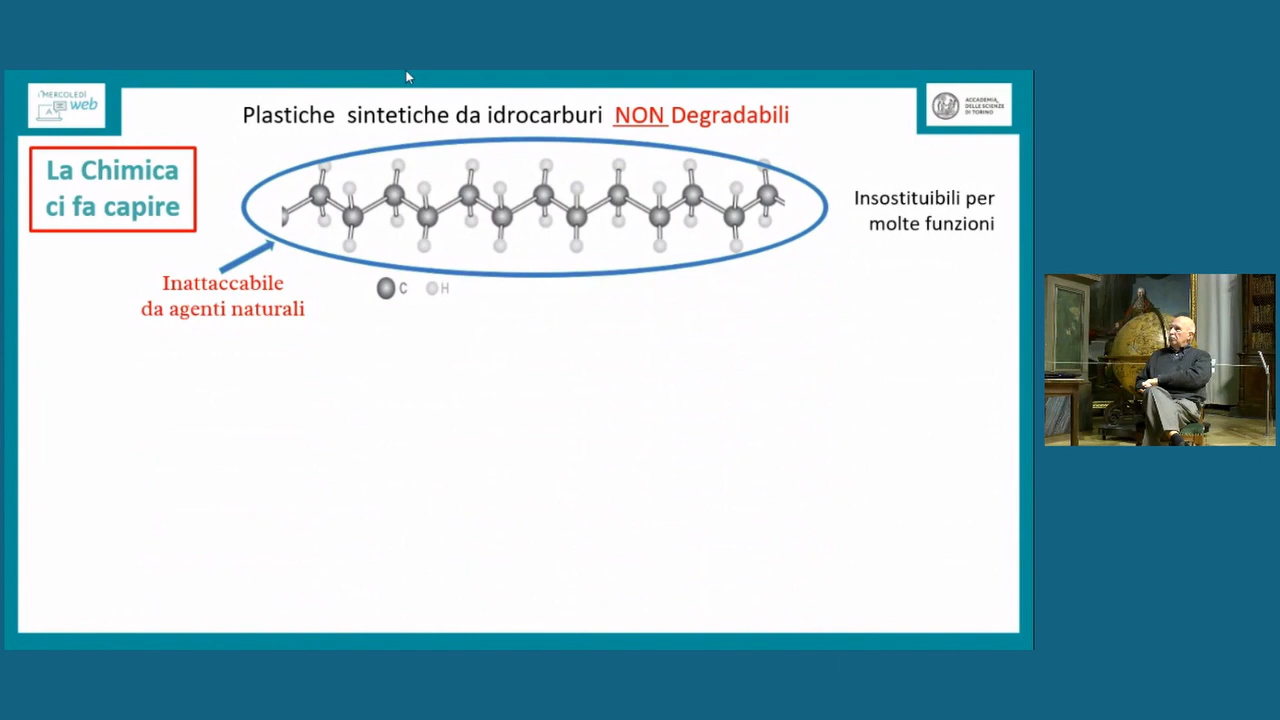 i MERCOLEDÌ
web
A
Plastiche sintetiche da idrocarburi NON Degradabili
ACCADEMIA
DELLE SCIENZE
DI TORINO
La Chimica
ci fa capire
Insostituibili per
molte funzioni
Inattaccabile
da agenti naturali
C H